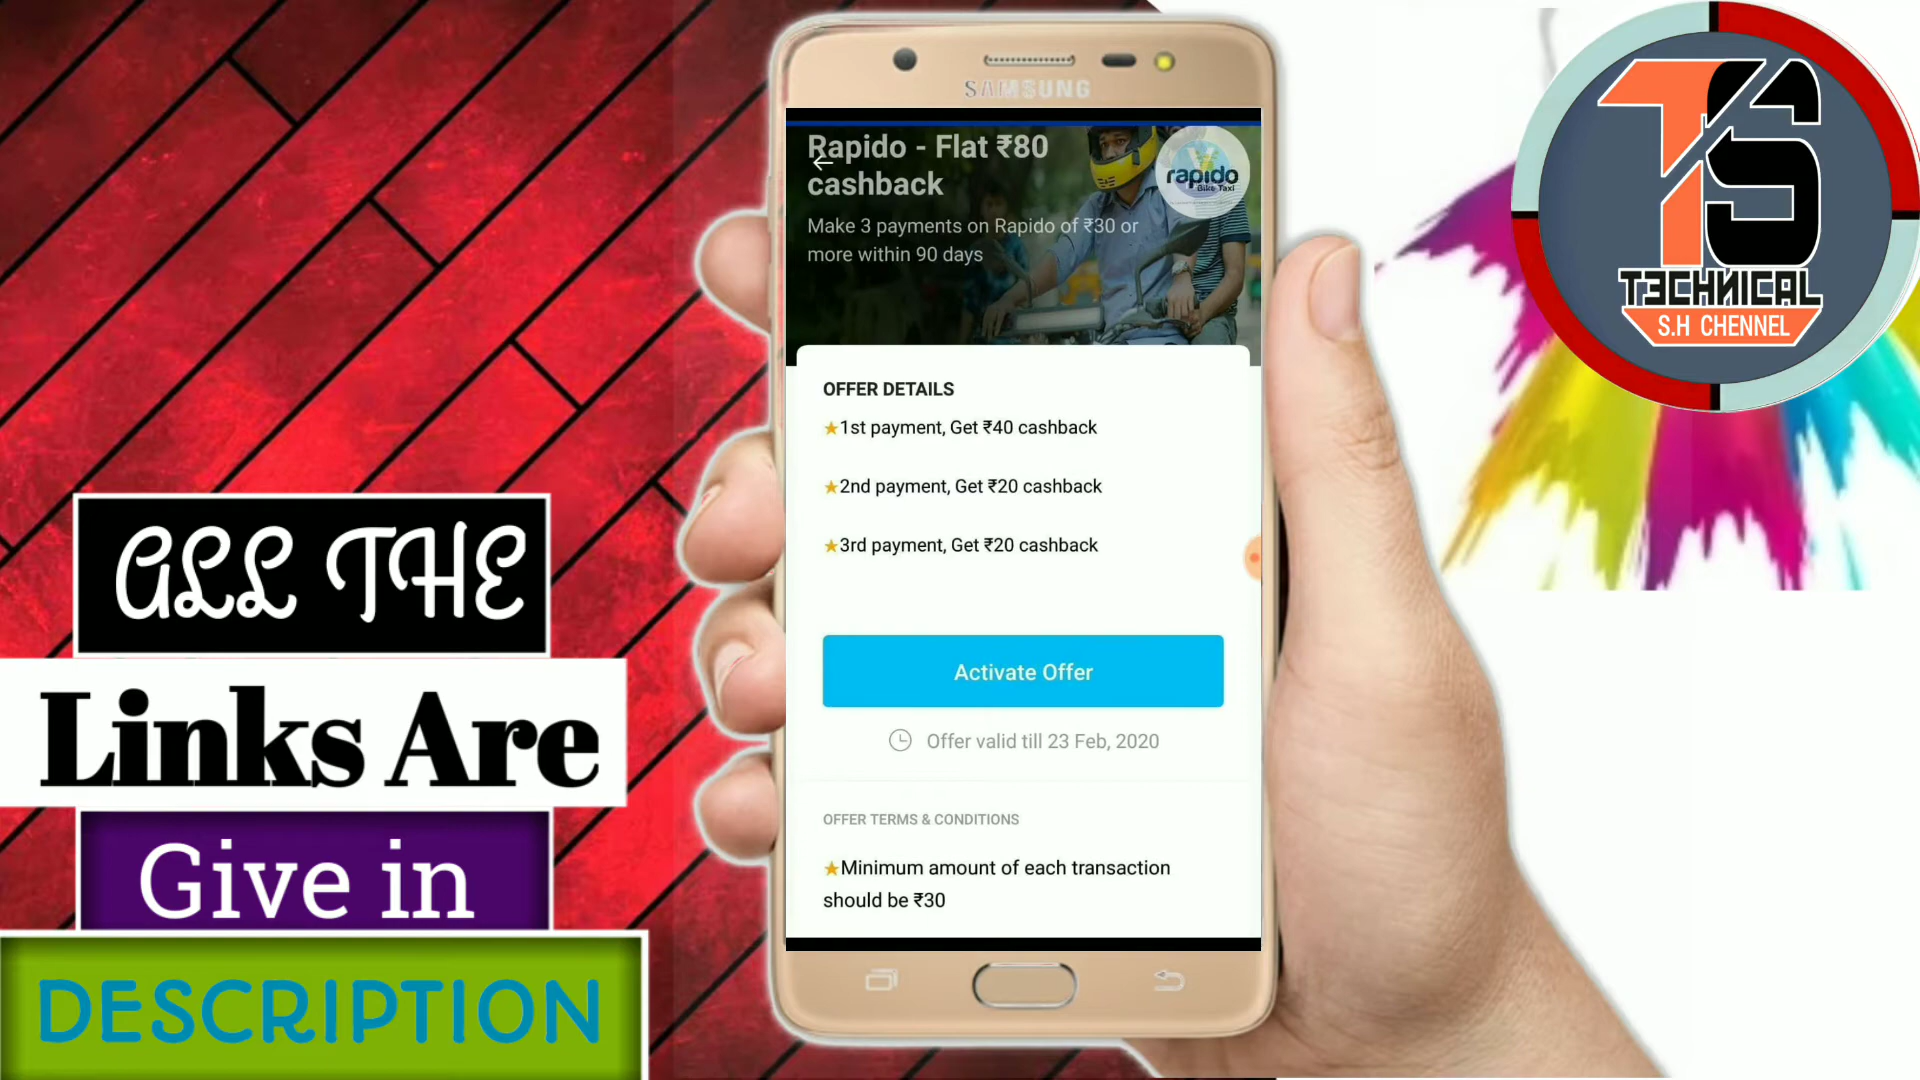 ALL THE
Links Are
Give in
DESCRIPTION
SAMSUNG
Rapido - Flat ₹80
cashback
Make 3 payments on Rapido of ₹30 or
more within 90 days
rapido
Bike Taxi
OFFER DETAILS
★1st payment, Get ₹40 cashback
★2nd payment, Get ₹20 cashback
★3rd payment, Get ₹20 cashback
Activate Offer
Offer valid till 23 Feb, 2020
OFFER TERMS & CONDITIONS
★Minimum amount of each transaction
should be ₹30
TS
TECHNICAL
S.H CHENNEL